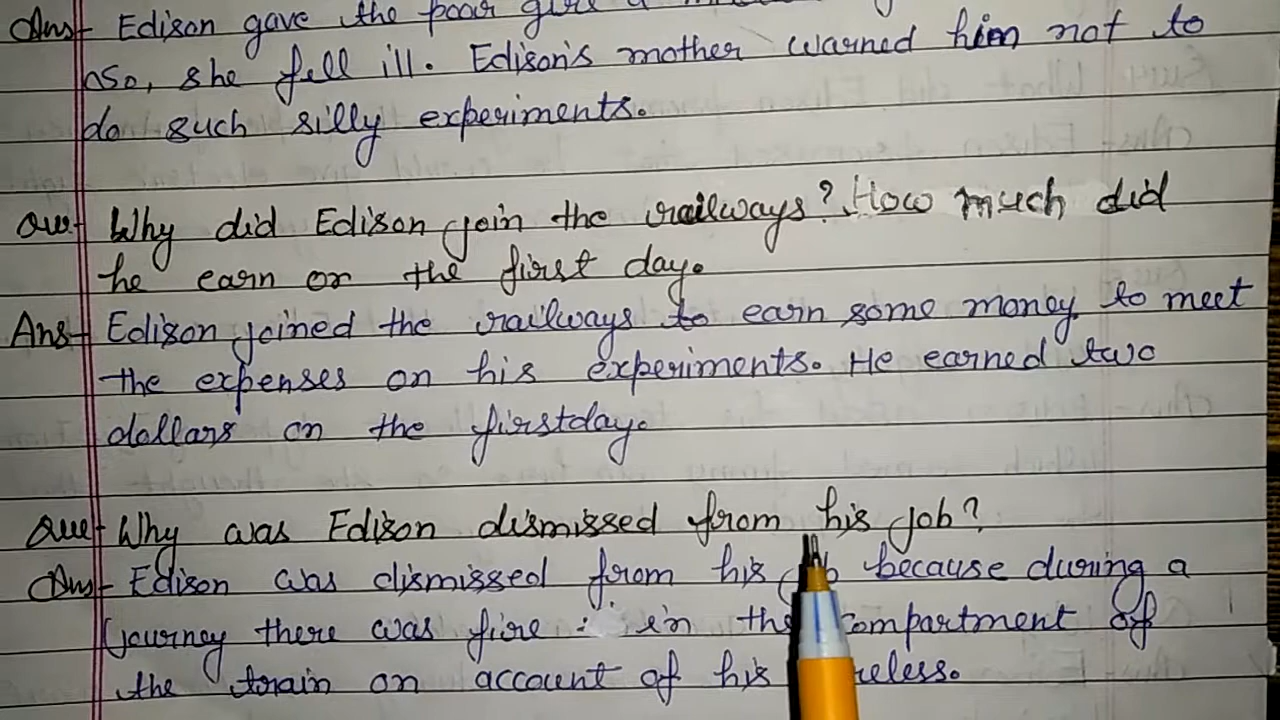 Ans- Edison gave the poor girl a
so, she fell ill. Edison's mother warned him not to
do such silly experiments.
Que- Why did Edison join the railways? How much did
he earn on the first day.
Ans- Edison joined the railways to earn some money, to meet
the expenses on his experiments. He earned two
dollars on the firstday.
Que- Why was Edison dismissed from his job?
Ans- Edison was dismissed from his because during a
journey there was fire in the compartment of
the train on account of his